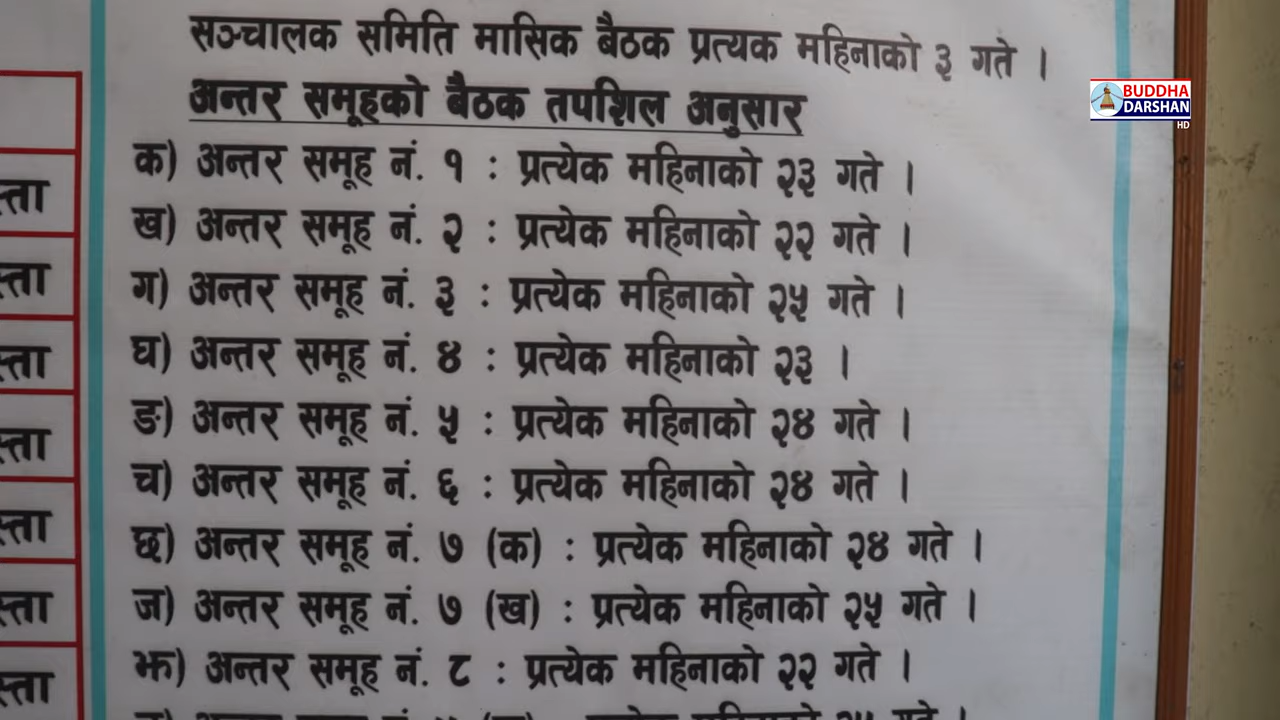 सञ्चालक समिति मासिक बैठक प्रत्यक महिनाको ३ गते ।
अन्तर समूहको बैठक तपशिल अनुसार
क) अन्तर समूह नं. १ : प्रत्येक महिनाको २३ गते ।
ख) अन्तर समूह नं. २ : प्रत्येक महिनाको २२ गते ।
ग) अन्तर समूह नं. ३ : प्रत्येक महिनाको २५ गते ।
घ) अन्तर समूह नं. ४ : प्रत्येक महिनाको २३ ।
ङ) अन्तर समूह नं. ५ : प्रत्येक महिनाको २४ गते ।
च) अन्तर समूह नं. ६ : प्रत्येक महिनाको २४ गते ।
छ) अन्तर समूह नं. ७ (क) : प्रत्येक महिनाको २४ गते ।
ज) अन्तर समूह नं. ७ (ख) : प्रत्येक महिनाको २५ गते ।
झ) अन्तर समूह नं. ८ : प्रत्येक महिनाको २२ गते ।
BUDDHA
DARSHAN
HD